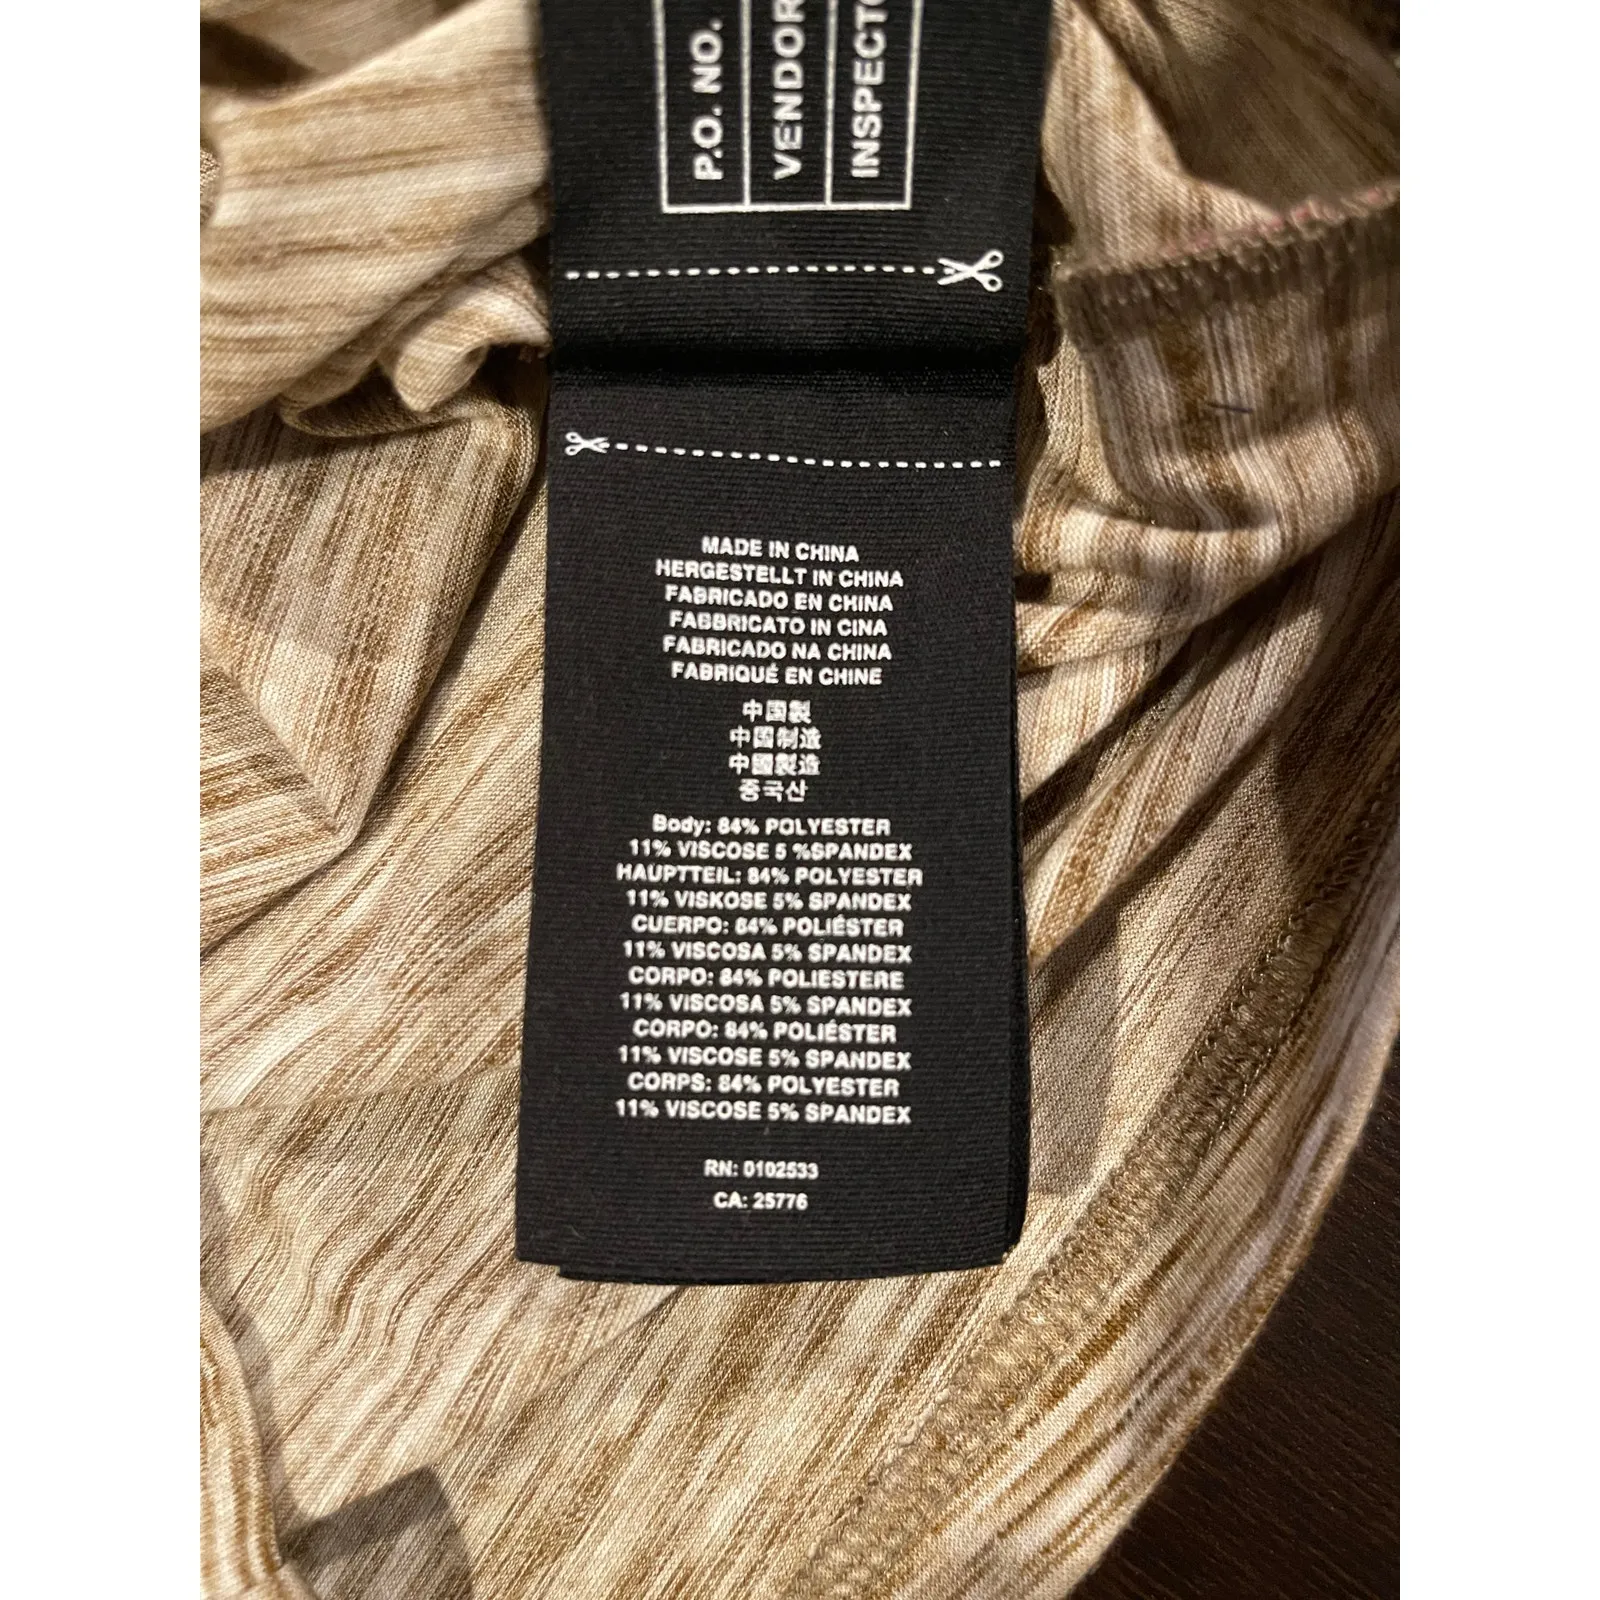 P.O. NO.
VENDOR
INSPECTO
MADE IN CHINA
HERGESTELLT IN CHINA
FABRICADO EN CHINA
FABBRICATO IN CINA
FABRICADO NA CHINA
FABRIQUÉ EN CHINE
中国製
中国制造
中國製造
중국산
Body: 84% POLYESTER
11% VISCOSE 5 %SPANDEX
HAUPTTEIL: 84% POLYESTER
11% VISKOSE 5% SPANDEX
CUERPO: 84% POLIÉSTER
11% VISCOSA 5% SPANDEX
CORPO: 84% POLIESTERE
11% VISCOSA 5% SPANDEX
CORPO: 84% POLIÉSTER
11% VISCOSE 5% SPANDEX
CORPS: 84% POLYESTER
11% VISCOSE 5% SPANDEX
RN: 0102533
CA: 25776